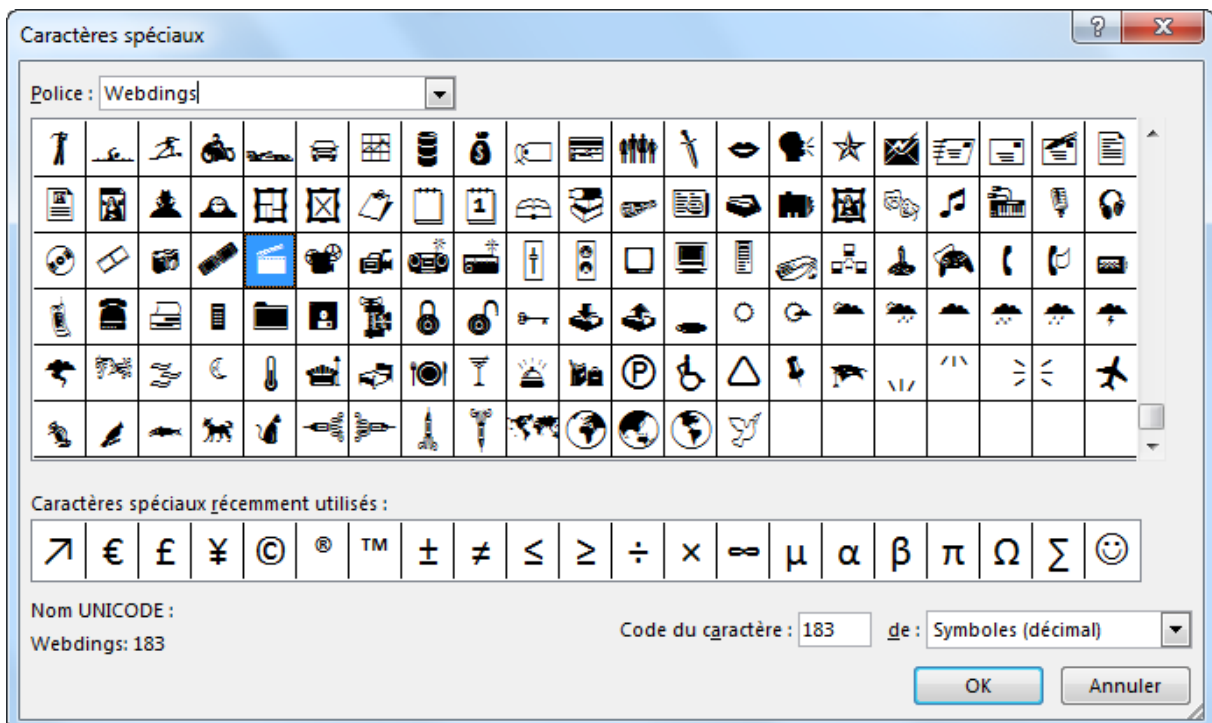 Caractères spéciaux
Police : Webdings
Caractères spéciaux récemment utilisés :
↗ € £ ¥ © ® ™ ± ≠ ≤ ≥ ÷ × ∞ µ α β π Ω ∑ ☺
Nom UNICODE :
Webdings: 183
Code du caractère : 183 de : Symboles (décimal)
OK Annuler